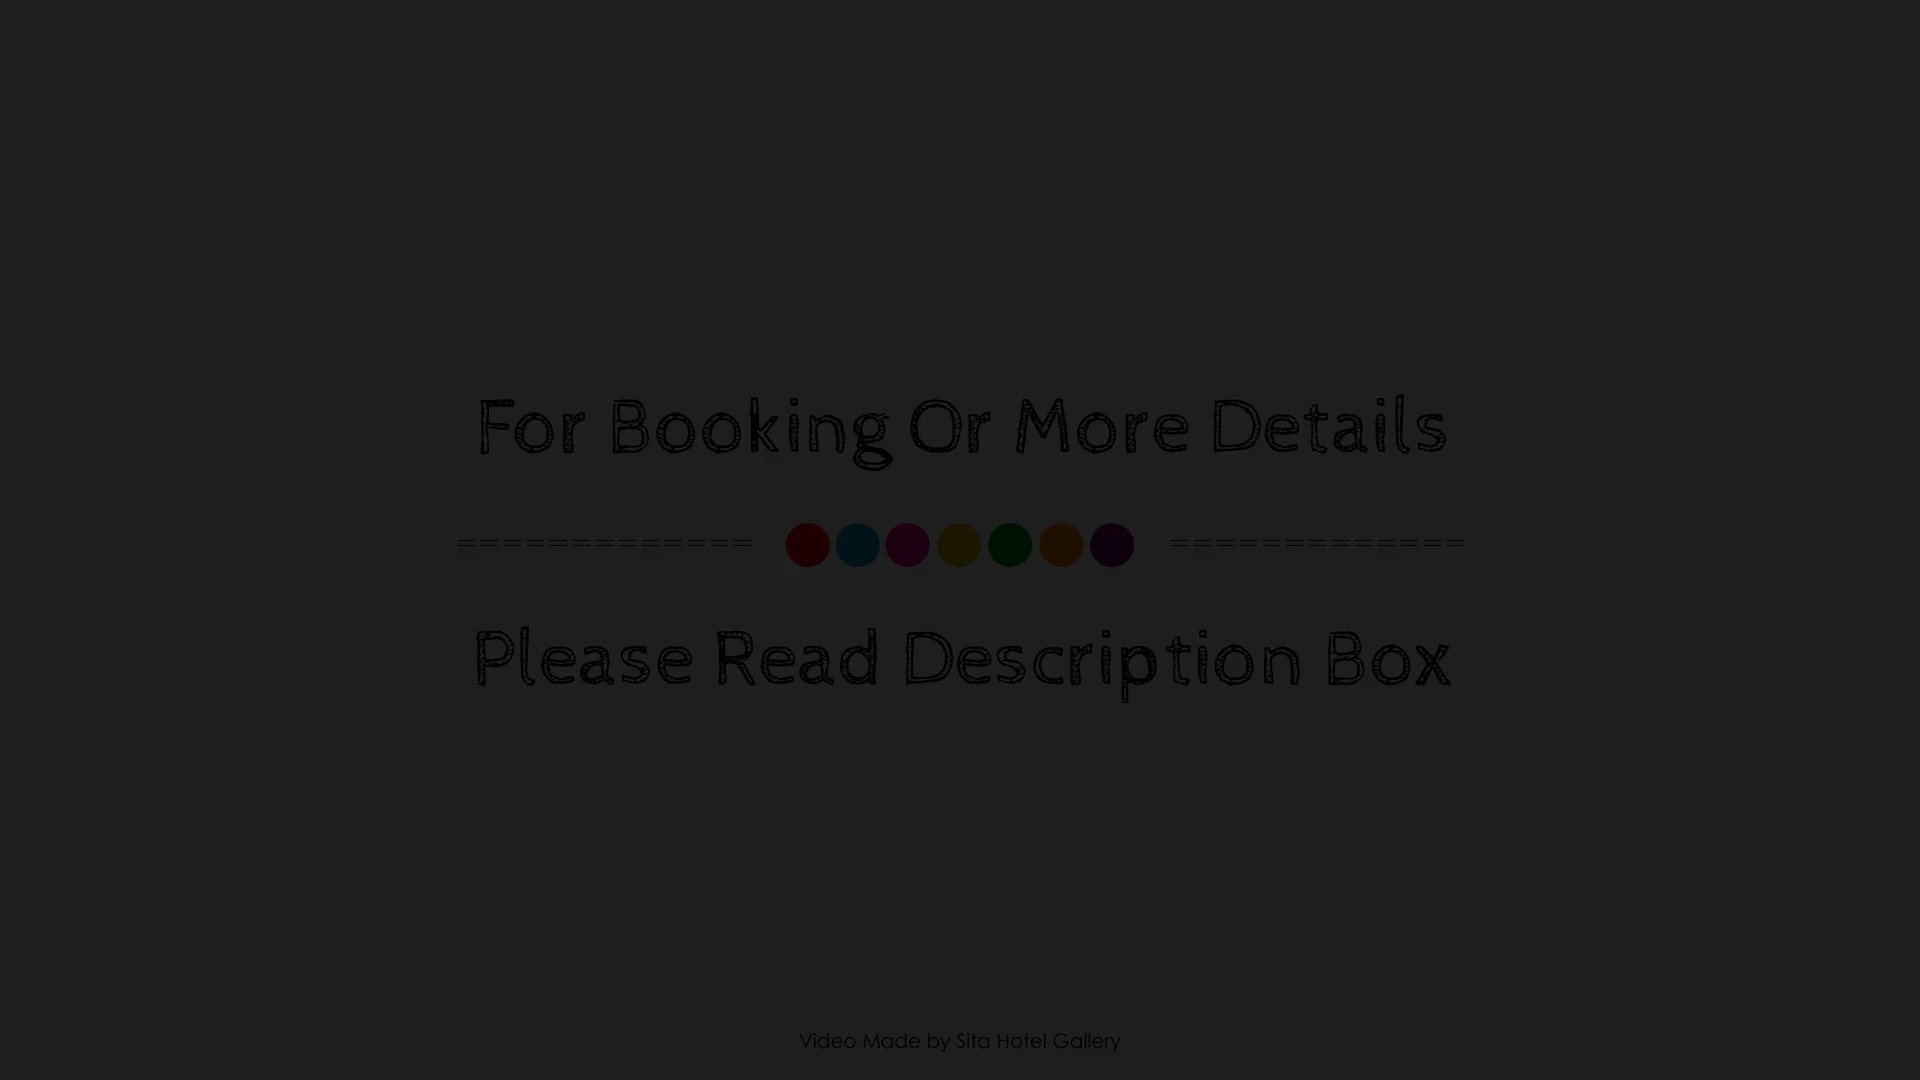 For Booking Or More Details
============= =============
Please Read Description Box
Video Made by Sita Hotel Gallery